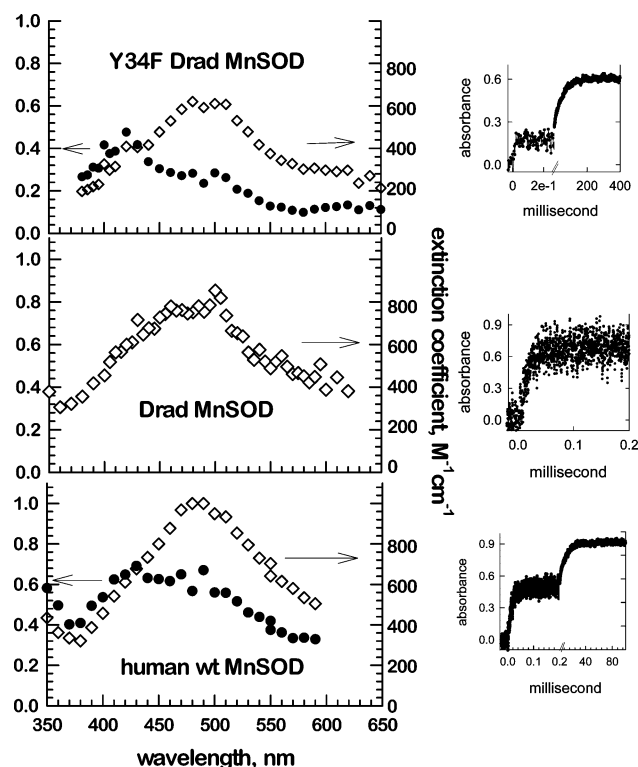 Y34F Drad MnSOD
1.0
0.8
0.6
0.4
0.2
0.0
800
600
400
200
0
absorbance
0.6
0.3
0.0
0 2e-1 200 400
millisecond
Drad MnSOD
1.0
0.8
0.6
0.4
0.2
0.0
800
600
400
200
0
extinction coefficient, M-1cm-1
absorbance
0.9
0.6
0.3
0.0
0.0 0.1 0.2
millisecond
human wt MnSOD
1.0
0.8
0.6
0.4
0.2
0.0
800
600
400
200
0
350 400 450 500 550 600 650
wavelength, nm
absorbance
0.9
0.6
0.3
0.0
0.0 0.1 0.2 40 80
millisecond